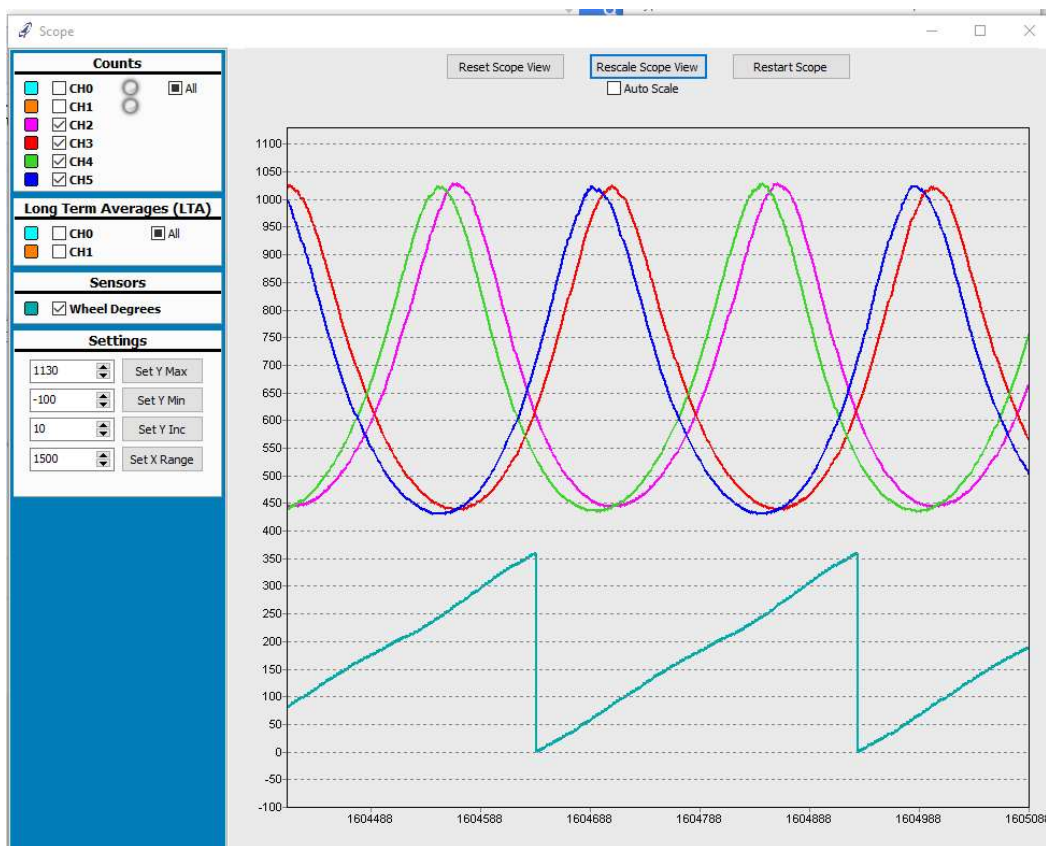 Scope
Counts
CH0 All
CH1
CH2
CH3
CH4
CH5
Long Term Averages (LTA)
CH0 All
CH1
Sensors
Wheel Degrees
Settings
1130 Set Y Max
-100 Set Y Min
10 Set Y Inc
1500 Set X Range
Reset Scope View Rescale Scope View Restart Scope
Auto Scale
1100
1050
1000
950
900
850
800
750
700
650
600
550
500
450
400
350
300
250
200
150
100
50
0
-50
-100
1604488 1604588 1604688 1604788 1604888 1604988 1605088